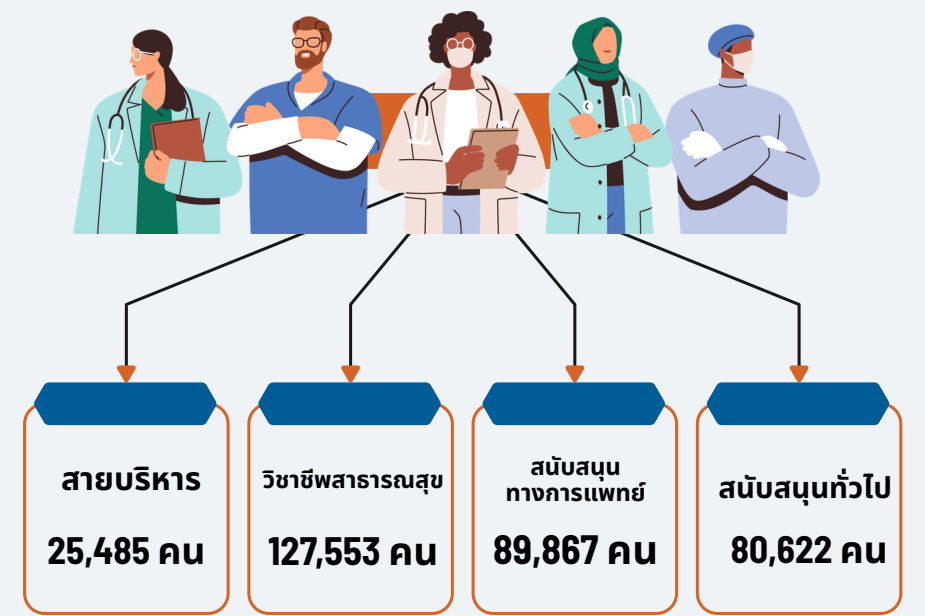 สายบริหาร
25,485 คน
วิชาชีพสาธารณสุข
127,553 คน
สนับสนุน
ทางการแพทย์
89,867 คน
สนับสนุนทั่วไป
80,622 คน